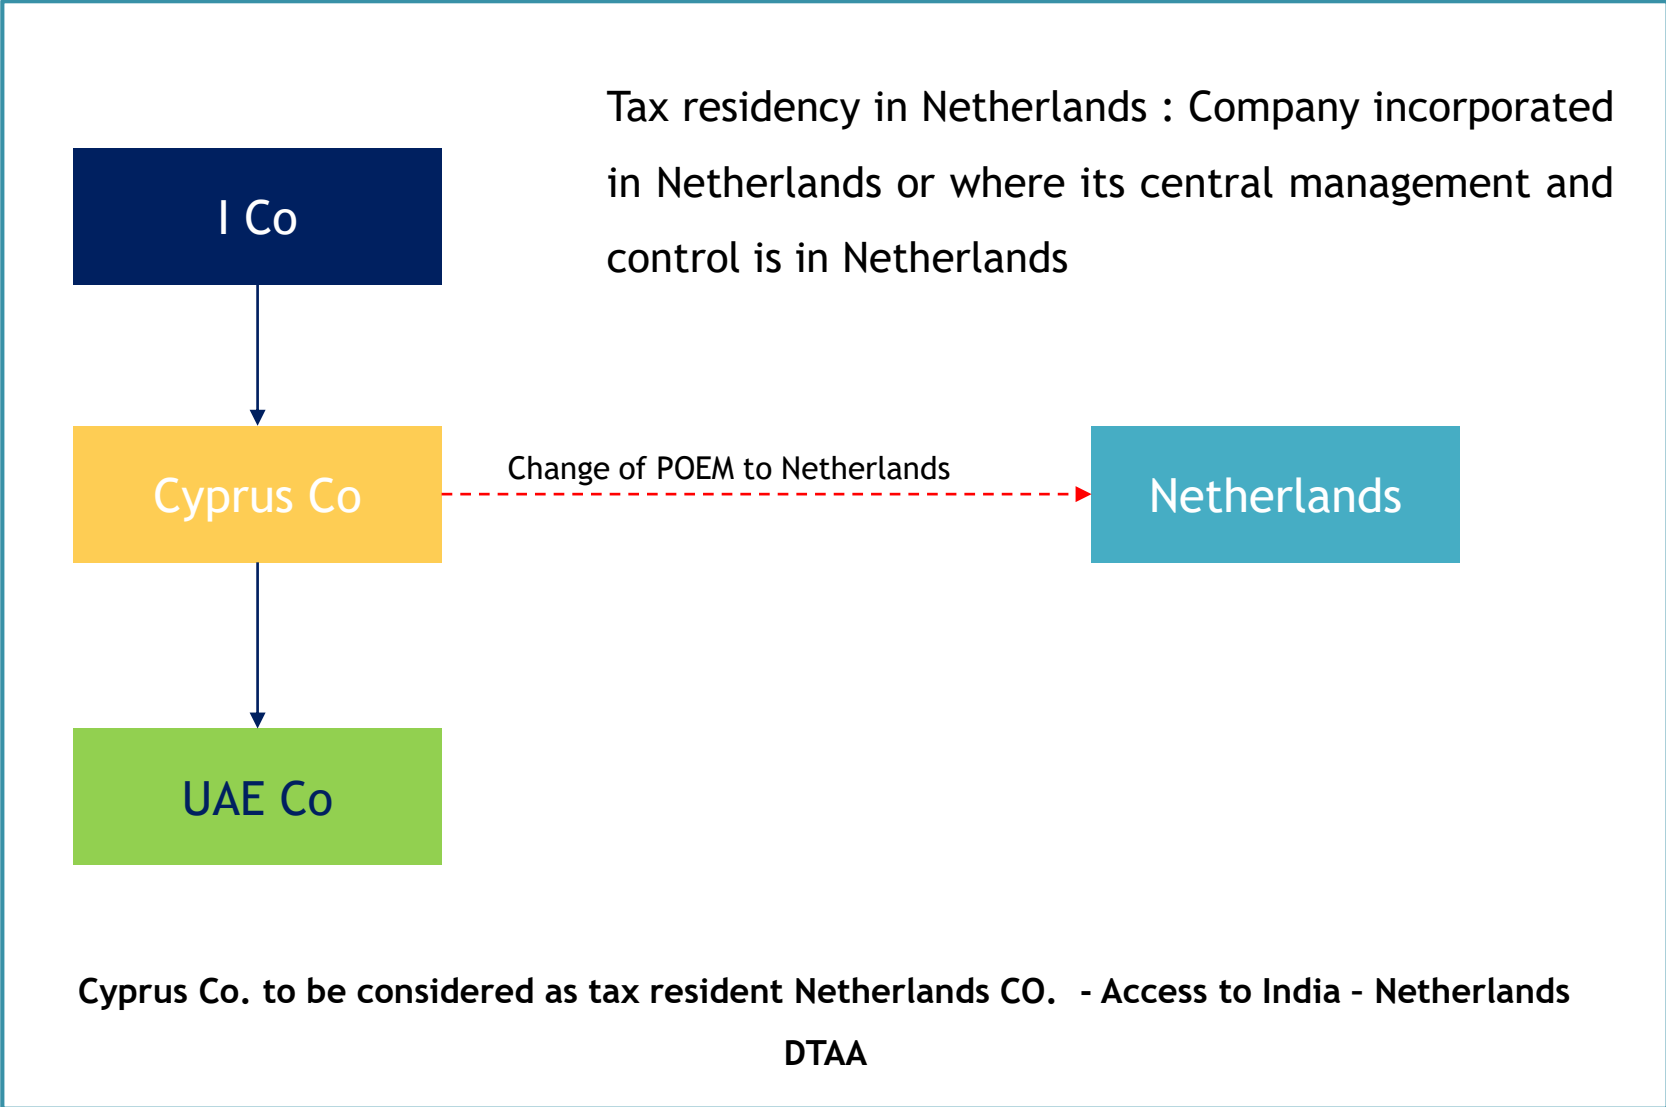 Tax residency in Netherlands : Company incorporated
in Netherlands or where its central management and
control is in Netherlands
I Co
Change of POEM to Netherlands
Cyprus Co
Netherlands
UAE Co
Cyprus Co. to be considered as tax resident Netherlands CO.  - Access to India – Netherlands
DTAA